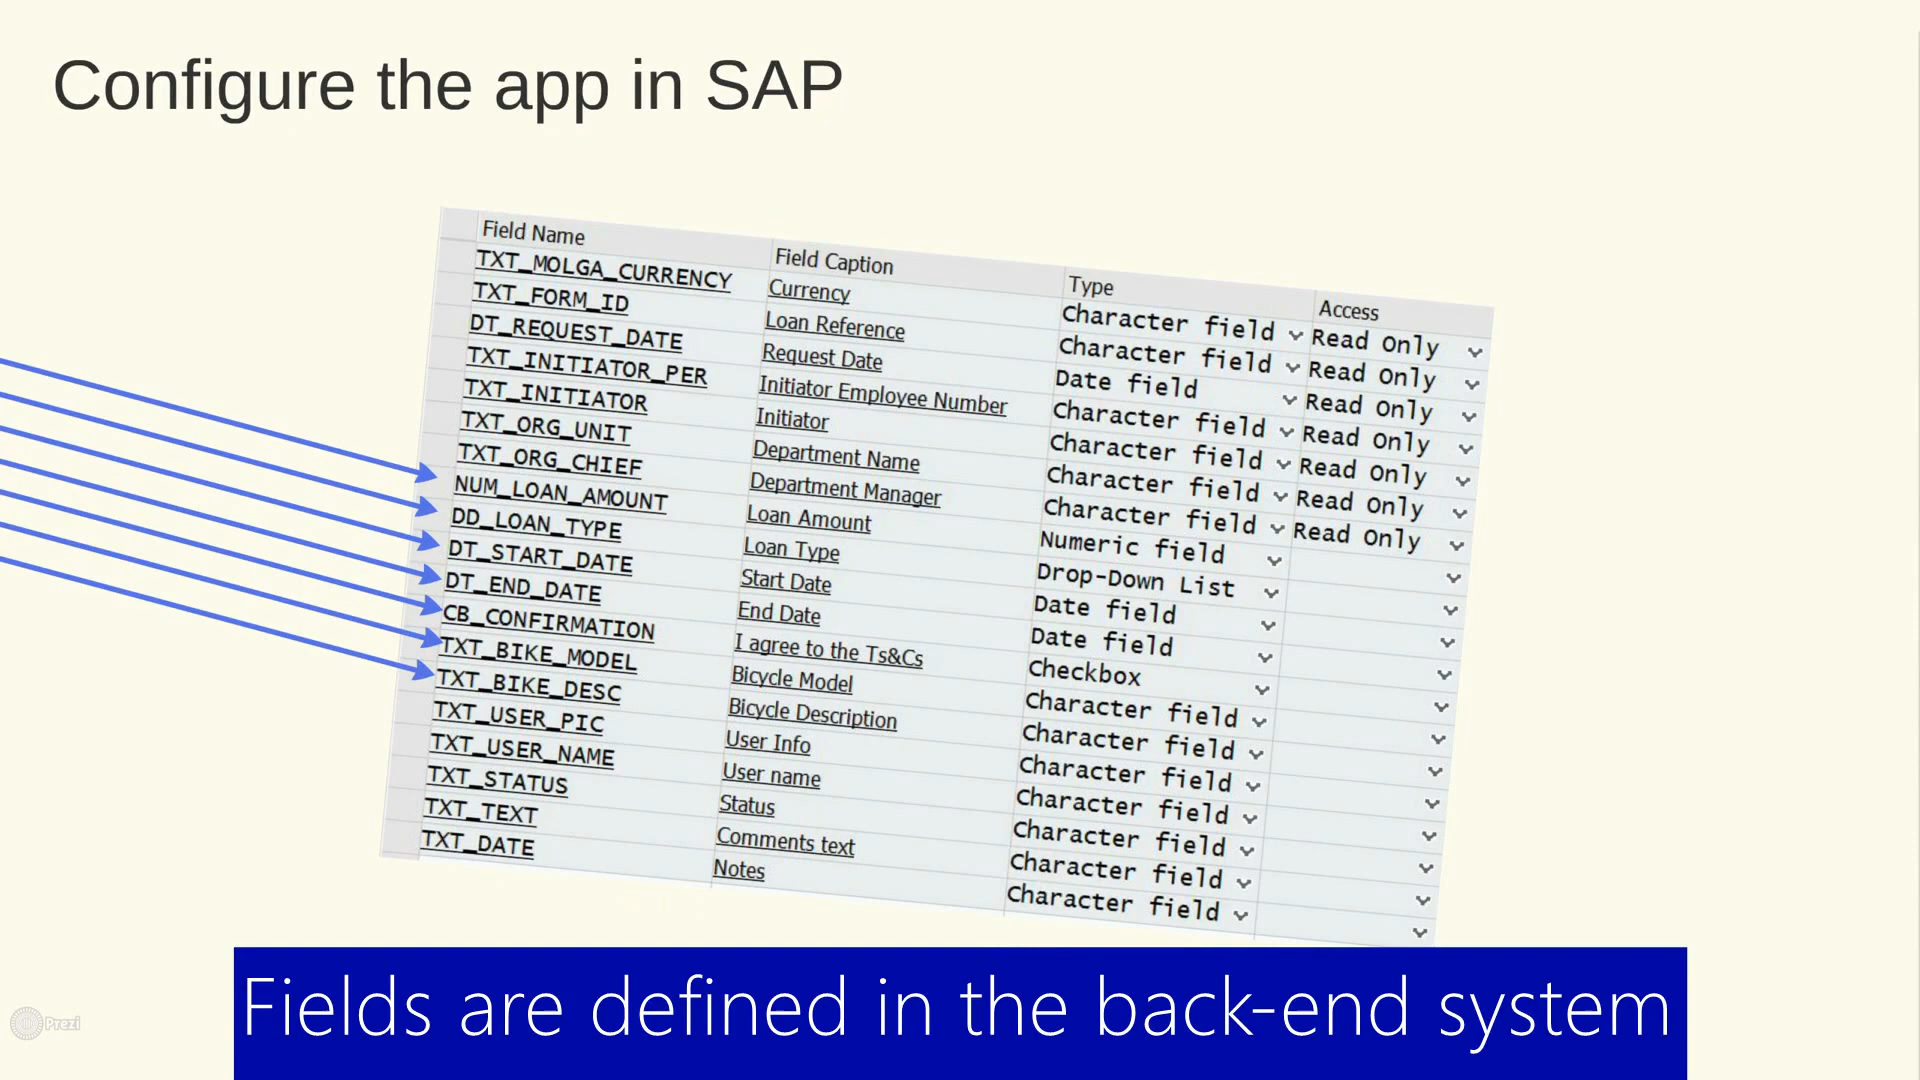 Configure the app in SAP
Field Name Field Caption Type Access
TXT_MOLGA_CURRENCY Currency Character field Read Only
TXT_FORM_ID Loan Reference Character field Read Only
DT_REQUEST_DATE Request Date Date field Read Only
TXT_INITIATOR_PER Initiator Employee Number Character field Read Only
TXT_INITIATOR Initiator Character field Read Only
TXT_ORG_UNIT Department Name Character field Read Only
TXT_ORG_CHIEF Department Manager Character field Read Only
NUM_LOAN_AMOUNT Loan Amount Numeric field
DD_LOAN_TYPE Loan Type Drop-Down List
DT_START_DATE Start Date Date field
DT_END_DATE End Date Date field
CB_CONFIRMATION I agree to the Ts&Cs Checkbox
TXT_BIKE_MODEL Bicycle Model Character field
TXT_BIKE_DESC Bicycle Description Character field
TXT_USER_PIC User Info Character field
TXT_USER_NAME User name Character field
TXT_STATUS Status Character field
TXT_TEXT Comments text Character field
TXT_DATE Notes Character field
Fields are defined in the back-end system
Prezi